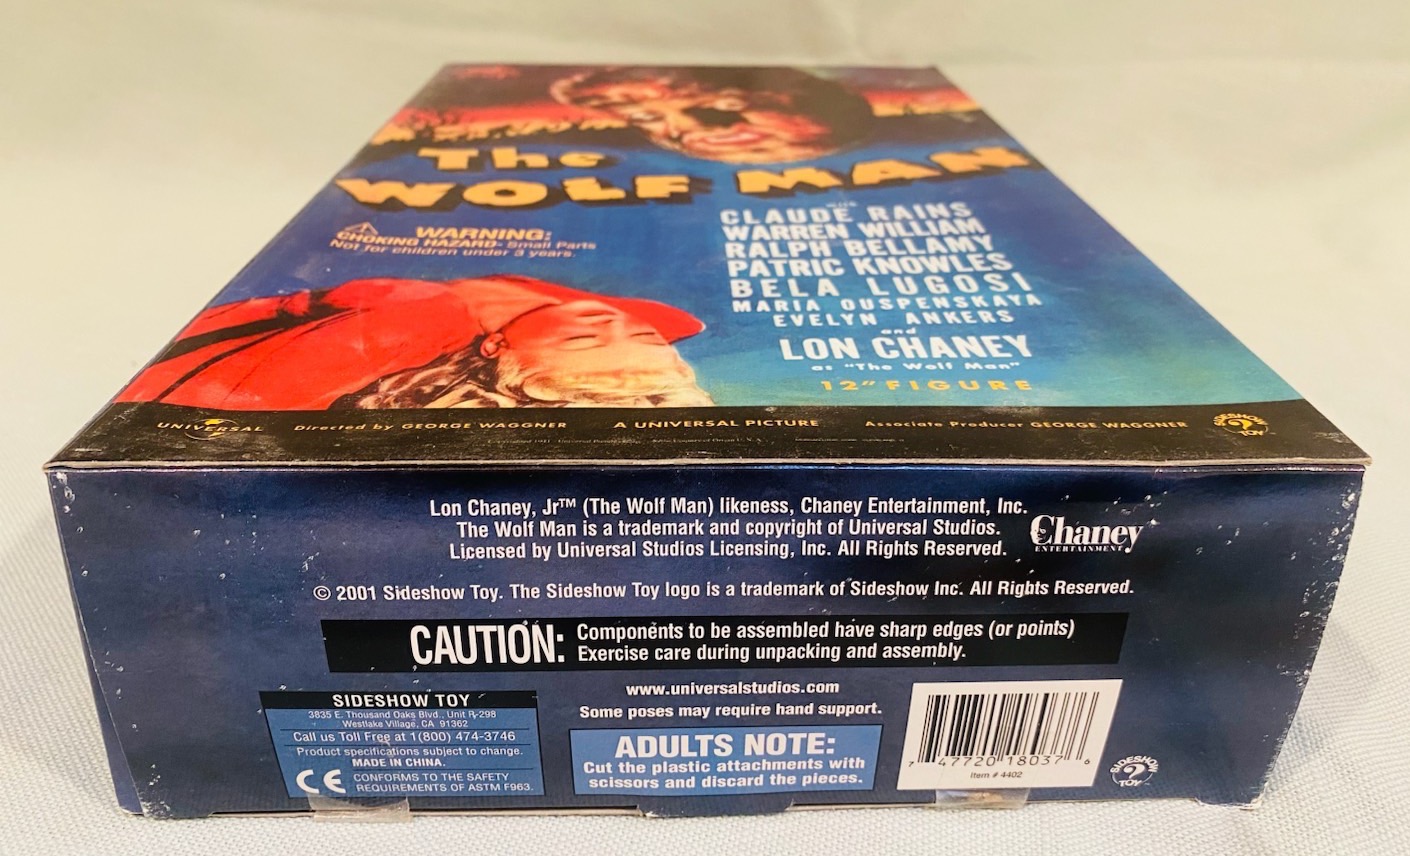 The
WOLF MAN
with
CLAUDE RAINS
WARREN WILLIAM
RALPH BELLAMY
PATRIC KNOWLES
BELA LUGOSI
MARIA OUSPENSKAYA
EVELYN ANKERS
and
LON CHANEY
as "The Wolf Man"
12" FIGURE
WARNING:
CHOKING HAZARD- Small Parts
Not for children under 3 years.
UNIVERSAL
Directed by GEORGE WAGGNER
A UNIVERSAL PICTURE
Associate Producer GEORGE WAGGNER
SIDESHOW
TOY
Lon Chaney, Jr™ (The Wolf Man) likeness, Chaney Entertainment, Inc.
The Wolf Man is a trademark and copyright of Universal Studios.
Licensed by Universal Studios Licensing, Inc. All Rights Reserved.
Chaney
ENTERTAINMENT
© 2001 Sideshow Toy. The Sideshow Toy logo is a trademark of Sideshow Inc. All Rights Reserved.
CAUTION: Components to be assembled have sharp edges (or points)
Exercise care during unpacking and assembly.
SIDESHOW TOY
3835 E. Thousand Oaks Blvd., Unit R-298
Westlake Village, CA 91362
Call us Toll Free at 1(800) 474-3746
Product specifications subject to change.
MADE IN CHINA.
CE CONFORMS TO THE SAFETY
REQUIREMENTS OF ASTM F963.
www.universalstudios.com
Some poses may require hand support.
ADULTS NOTE:
Cut the plastic attachments with
scissors and discard the pieces.
7 47720 18037 6
Item # 4402
SIDESHOW
?
TOY